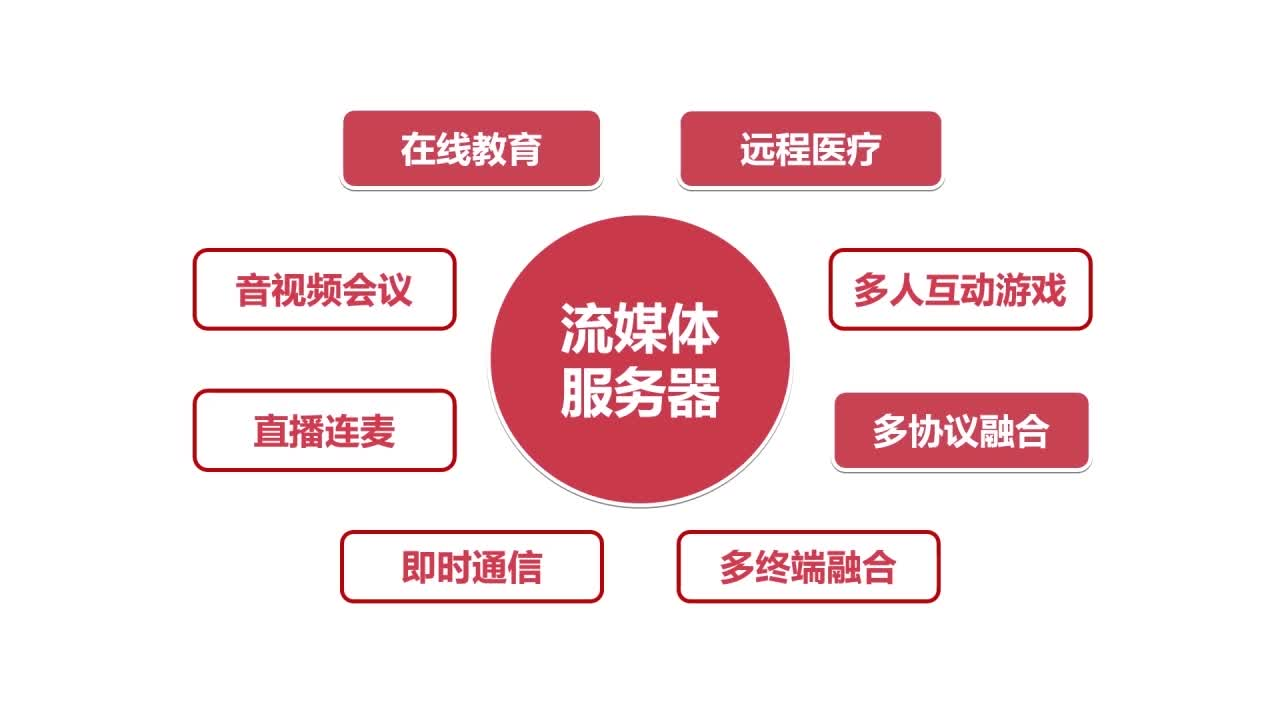 在线教育
远程医疗
音视频会议
流媒体
服务器
多人互动游戏
直播连麦
多协议融合
即时通信
多终端融合